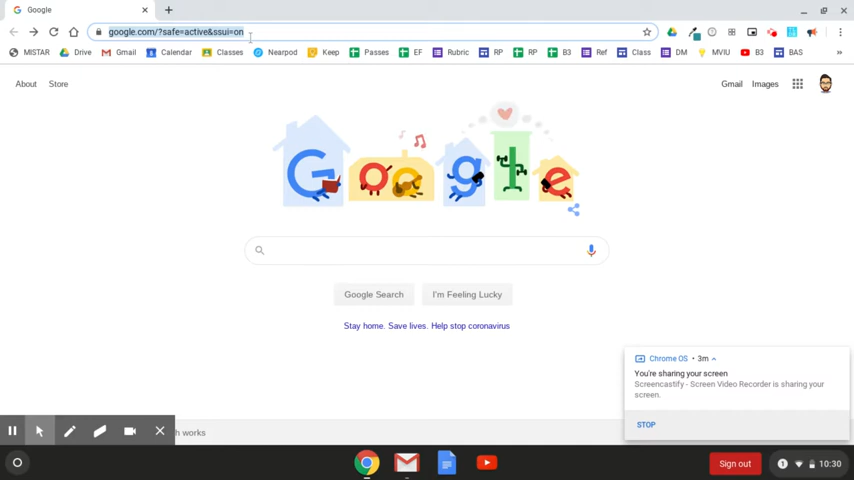 Google
google.com/?safe=active&ssui=on
MISTAR Drive Gmail Calendar Classes Nearpod Keep Passes EF Rubric RP RP B3 Ref Class DM MVIU B3 BAS
About Store Gmail Images
Google
Google Search I'm Feeling Lucky
Stay home. Save lives. Help stop coronavirus
Chrome OS • 3m
You're sharing your screen
Screencastify - Screen Video Recorder is sharing your
screen.
STOP
h works
Sign out 1 10:30